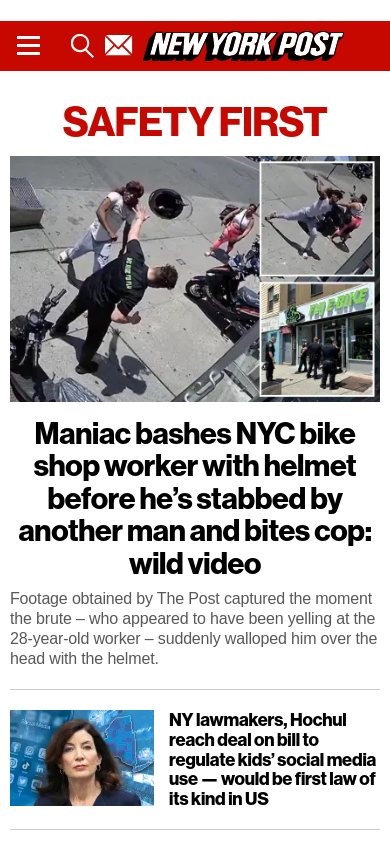 NEW YORK POST
SAFETY FIRST
Maniac bashes NYC bike
shop worker with helmet
before he’s stabbed by
another man and bites cop:
wild video
Footage obtained by The Post captured the moment
the brute – who appeared to have been yelling at the
28-year-old worker – suddenly walloped him over the
head with the helmet.
NY lawmakers, Hochul
reach deal on bill to
regulate kids’ social media
use — would be first law of
its kind in US